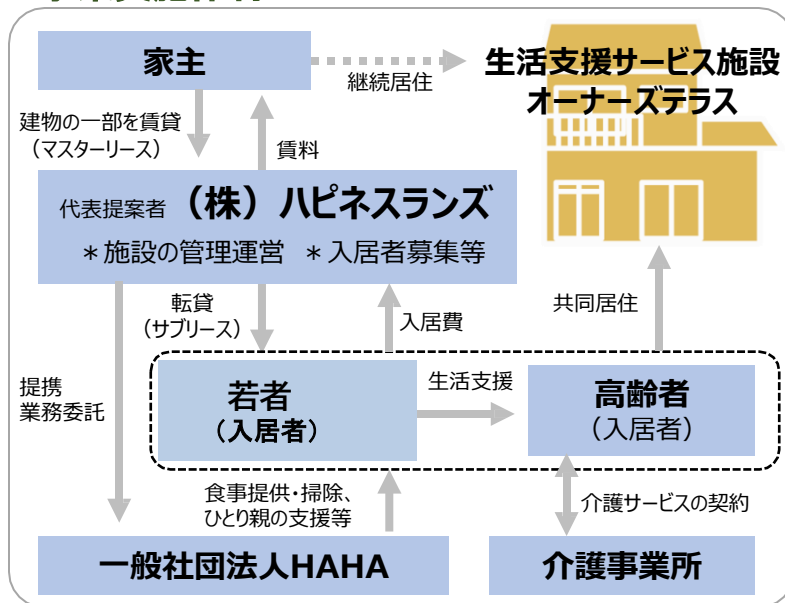 家主
継続居住
生活支援サービス施設
オーナーズテラス
建物の一部を賃貸
（マスターリース）
賃料
代表提案者 （株）ハピネスランズ
＊施設の管理運営 ＊入居者募集等
転貸
（サブリース）
入居費
共同居住
提携
業務委託
若者
（入居者）
生活支援
高齢者
（入居者）
食事提供・掃除、
ひとり親の支援等
介護サービスの契約
一般社団法人HAHA
介護事業所